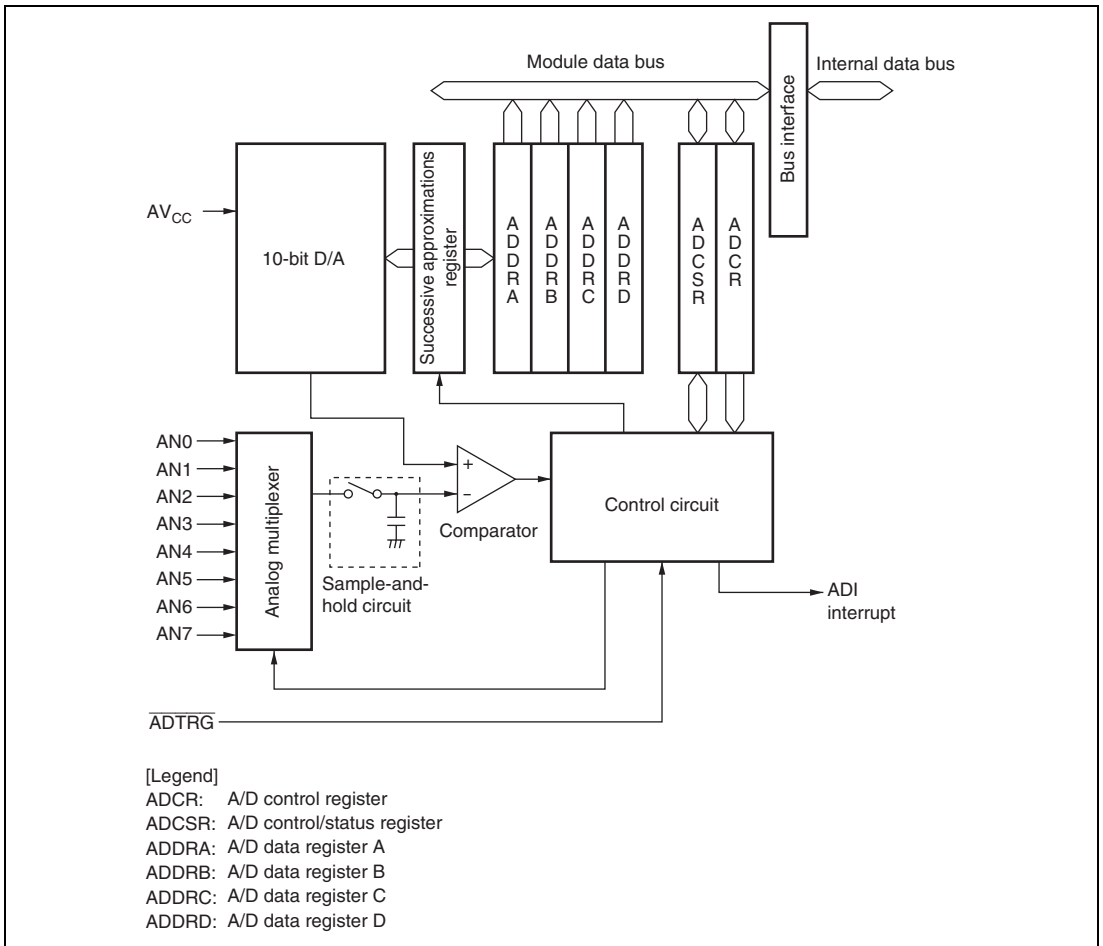 Module data bus
Internal data bus
Bus interface
AVCC
10-bit D/A
Successive approximations
register
ADDRA
ADDRB
ADDRC
ADDRD
ADCSR
ADCR
AN0
AN1
AN2
AN3
AN4
AN5
AN6
AN7
Analog multiplexer
+
−
Comparator
Sample-and-
hold circuit
Control circuit
ADI
interrupt
ADTRG
[Legend]
ADCR: A/D control register
ADCSR: A/D control/status register
ADDRA: A/D data register A
ADDRB: A/D data register B
ADDRC: A/D data register C
ADDRD: A/D data register D